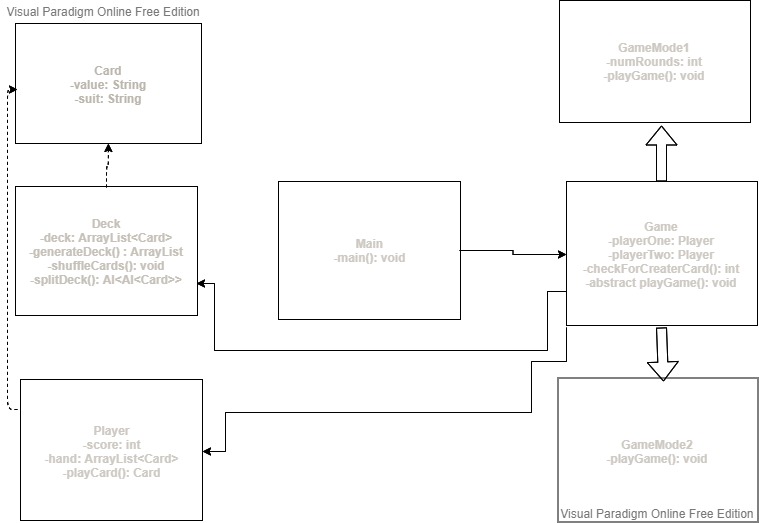 Visual Paradigm Online Free Edition
Card
-value: String
-suit: String
GameMode1
-numRounds: int
-playGame(): void
Deck
-deck: ArrayList<Card>
-generateDeck() : ArrayList
-shuffleCards(): void
-splitDeck(): Al<Al<Card>>
Main
-main(): void
Game
-playerOne: Player
-playerTwo: Player
-checkForCreaterCard(): int
-abstract playGame(): void
Player
-score: int
-hand: ArrayList<Card>
-playCard(): Card
GameMode2
-playGame(): void
Visual Paradigm Online Free Edition